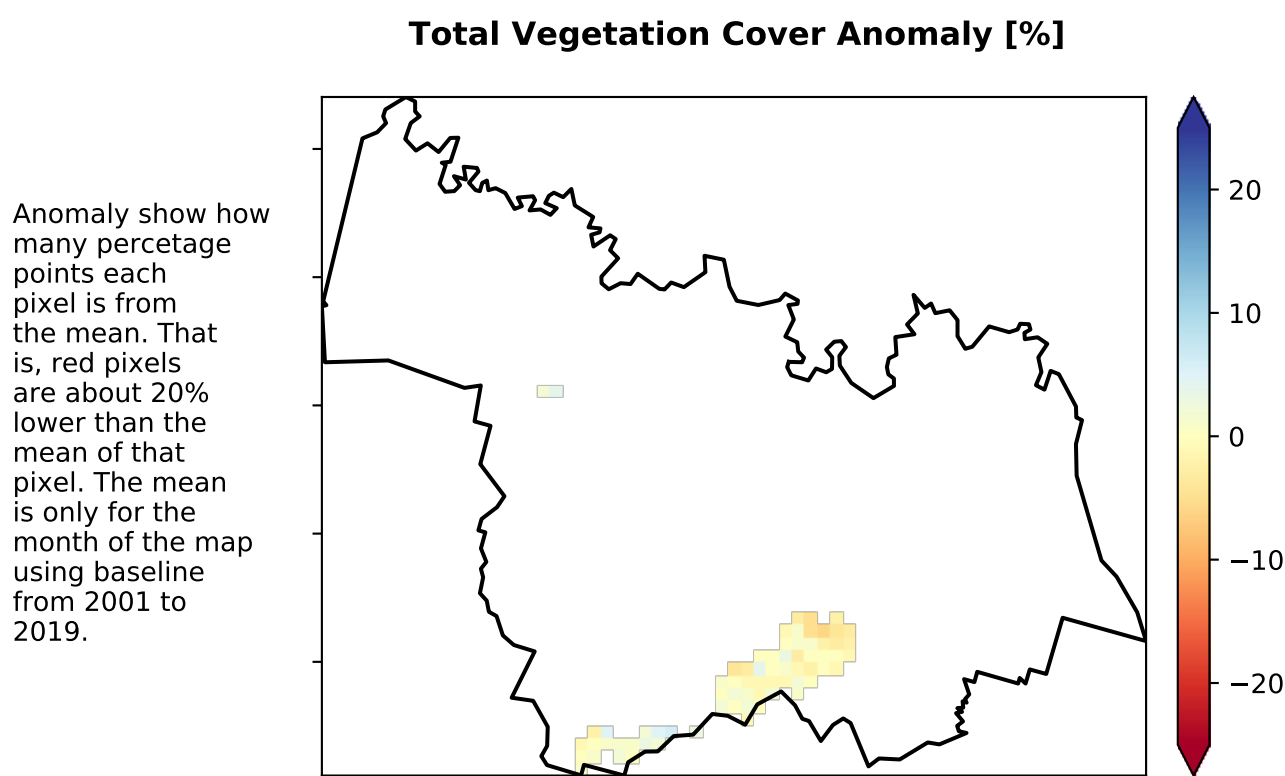 Total Vegetation Cover Anomaly [%]
Anomaly show how
many percetage
points each
pixel is from
the mean. That
is, red pixels
are about 20%
lower than the
mean of that
pixel. The mean
is only for the
month of the map
using baseline
from 2001 to
2019.
20
10
0
−10
−20